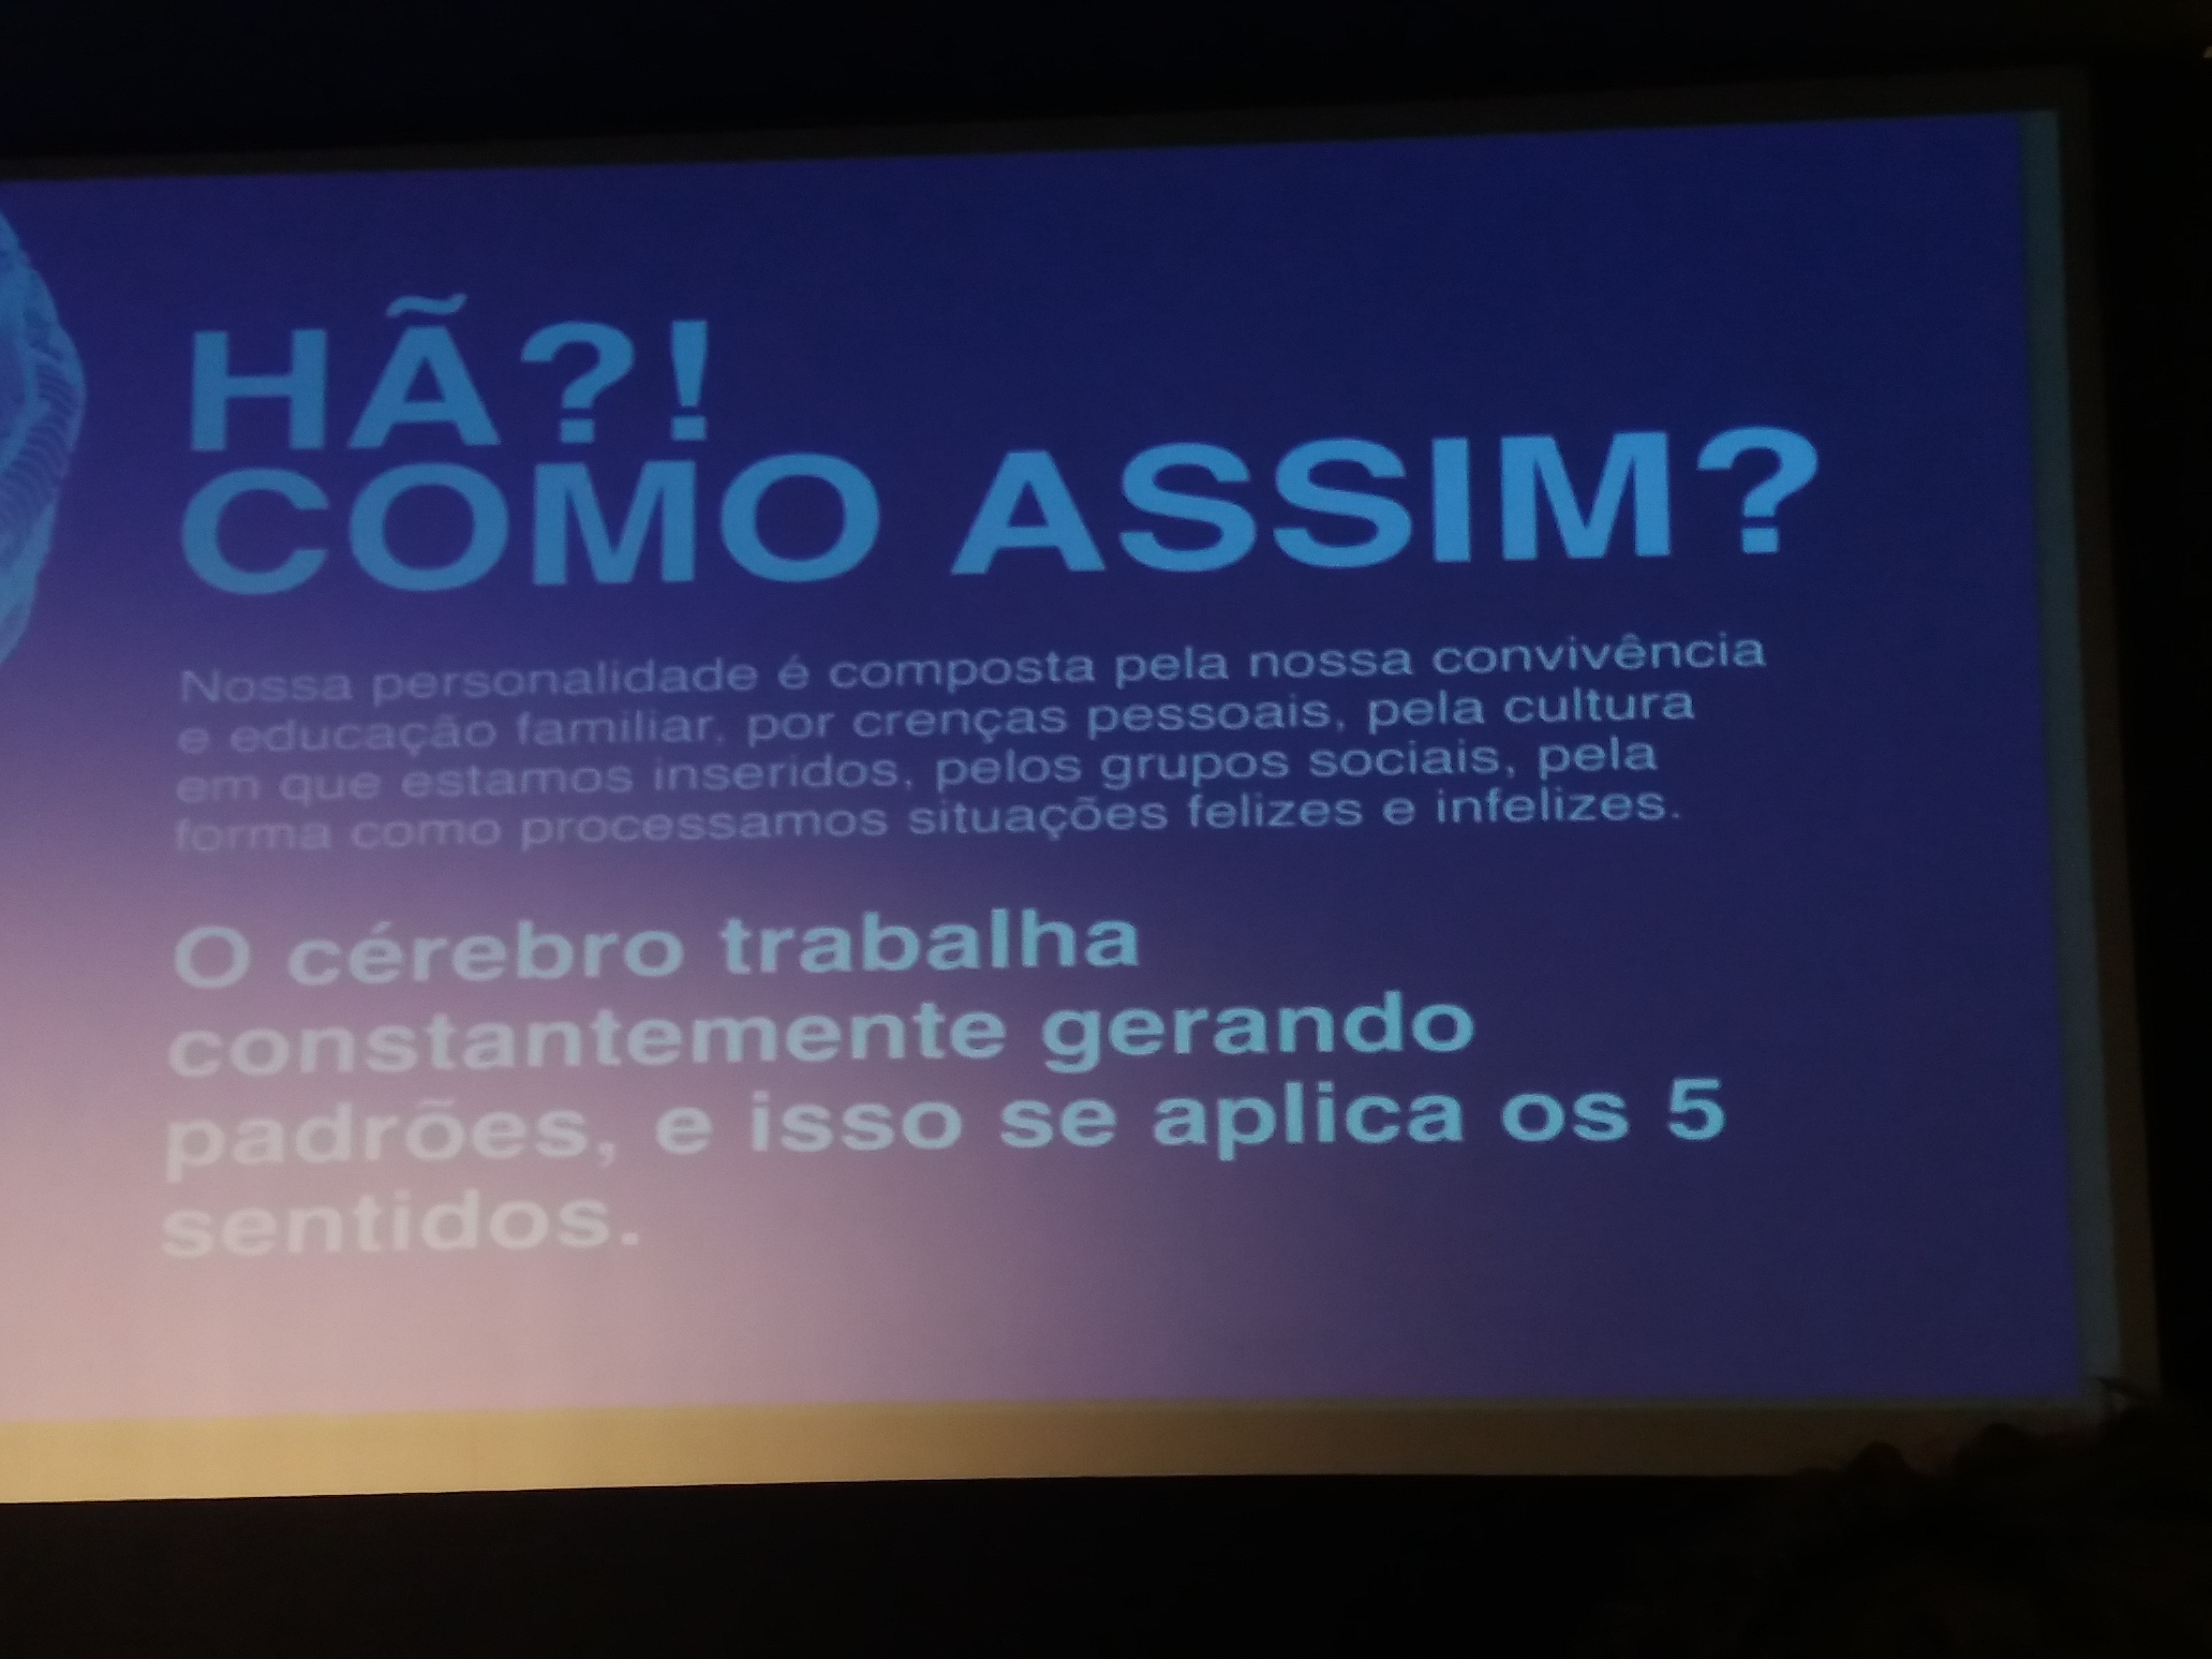 HÃ?!
COMO ASSIM?
Nossa personalidade é composta pela nossa convivência
e educação familiar, por crenças pessoais, pela cultura
em que estamos inseridos, pelos grupos sociais, pela
forma como processamos situações felizes e infelizes.
O cérebro trabalha
constantemente gerando
padrões, e isso se aplica os 5
sentidos.